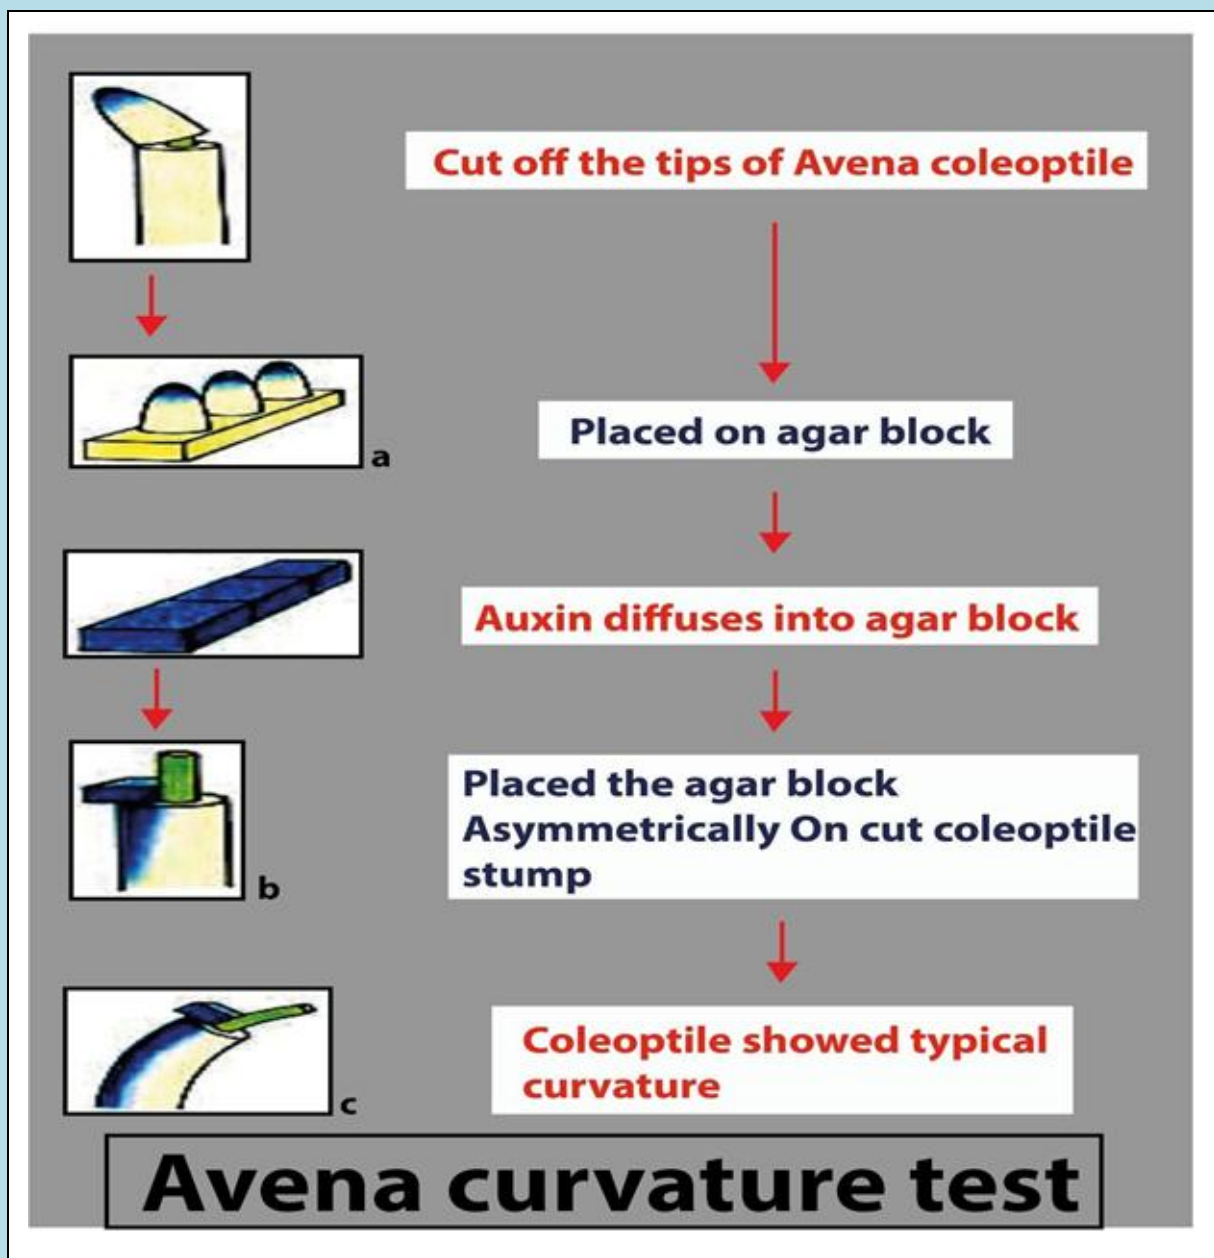 Cut off the tips of Avena coleoptile
a
Placed on agar block
Auxin diffuses into agar block
Placed the agar block
Asymmetrically On cut coleoptile
stump
b
Coleoptile showed typical
curvature
c
Avena curvature test